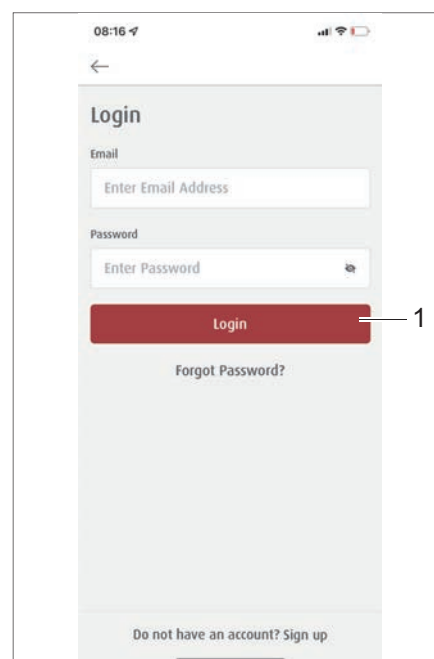 08:16
Login
Email
Enter Email Address
Password
Enter Password
Login
1
Forgot Password?
Do not have an account? Sign up